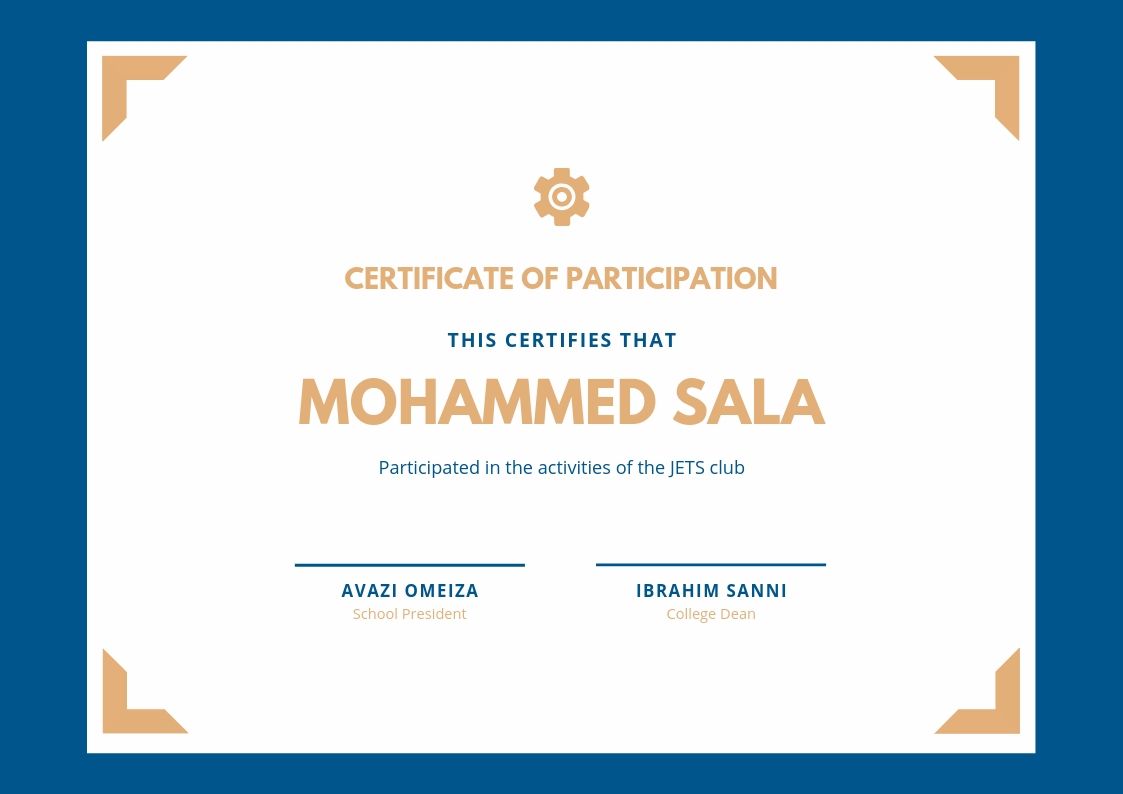 CERTIFICATE OF PARTICIPATION
THIS CERTIFIES THAT
MOHAMMED SALA
Participated in the activities of the JETS club
AVAZI OMEIZA
School President
IBRAHIM SANNI
College Dean